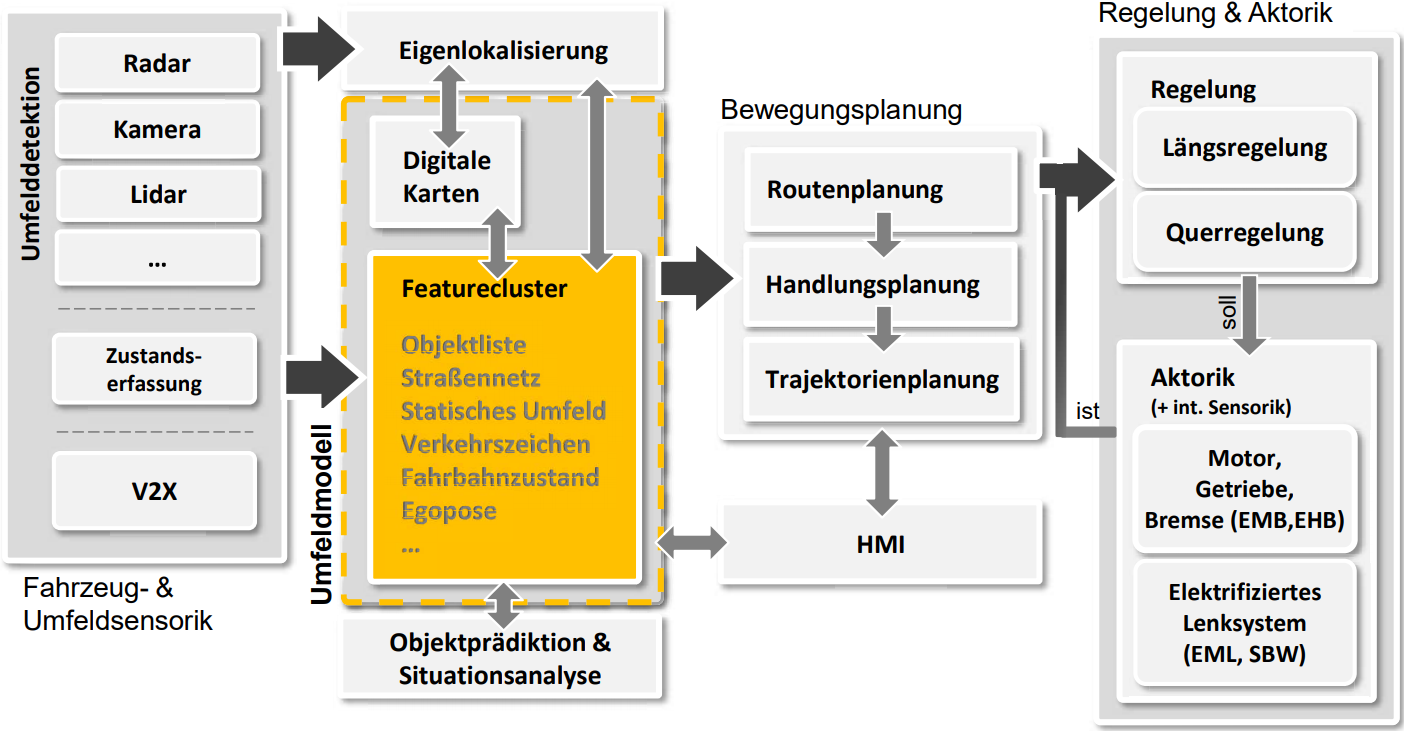 Umfelddetektion
Radar
Kamera
Lidar
...
Zustands-
erfassung
V2X
Fahrzeug- &
Umfeldsensorik
Eigenlokalisierung
Umfeldmodell
Digitale
Karten
Featurecluster
Objektliste
Straßennetz
Statisches Umfeld
Verkehrszeichen
Fahrbahnzustand
Egopose
...
Objektprädiktion &
Situationsanalyse
Bewegungsplanung
Routenplanung
Handlungsplanung
Trajektorienplanung
HMI
Regelung & Aktorik
Regelung
Längsregelung
Querregelung
soll
ist
Aktorik
(+ int. Sensorik)
Motor,
Getriebe,
Bremse (EMB,EHB)
Elektrifiziertes
Lenksystem
(EML, SBW)